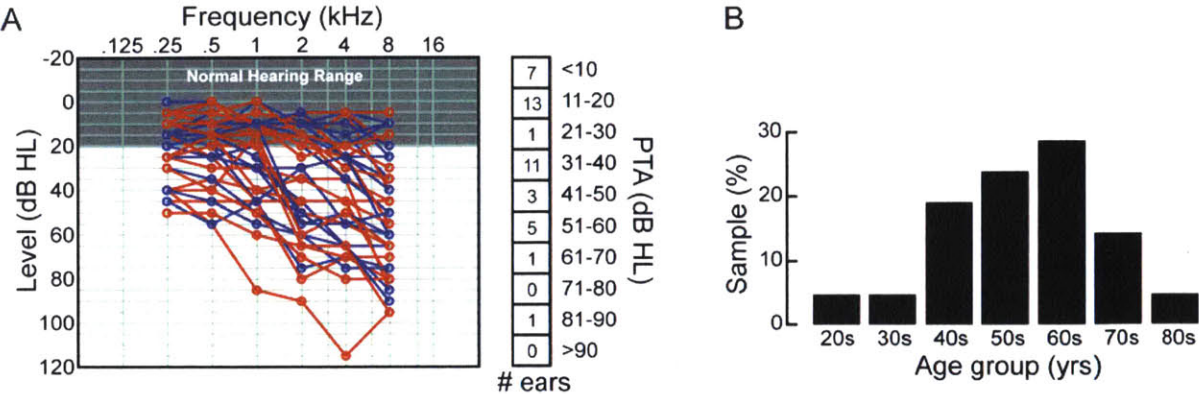 A
Frequency (kHz)
.125 .25 .5 1 2 4 8 16
Normal Hearing Range
-20
0
20
40
60
80
100
120
Level (dB HL)
7 <10
13 11-20
1 21-30
11 31-40
3 41-50
5 51-60
1 61-70
0 71-80
1 81-90
0 >90
# ears
PTA (dB HL)
B
30
20
10
0
Sample (%)
20s 30s 40s 50s 60s 70s 80s
Age group (yrs)